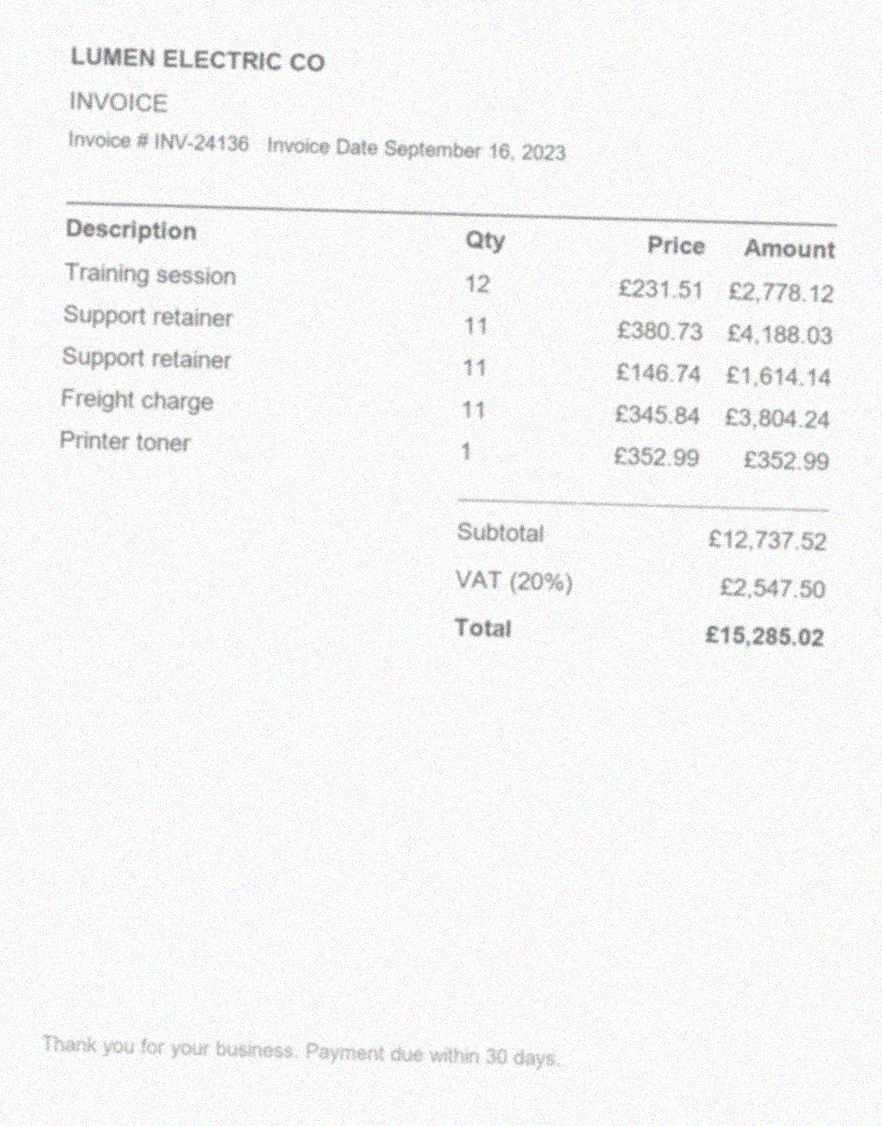 LUMEN ELECTRIC CO
INVOICE
Invoice # INV-24136 Invoice Date September 16, 2023
Description Qty Price Amount
Training session 12 £231.51 £2,778.12
Support retainer 11 £380.73 £4,188.03
Support retainer 11 £146.74 £1,614.14
Freight charge 11 £345.84 £3,804.24
Printer toner 1 £352.99 £352.99
Subtotal £12,737.52
VAT (20%) £2,547.50
Total £15,285.02
Thank you for your business. Payment due within 30 days.